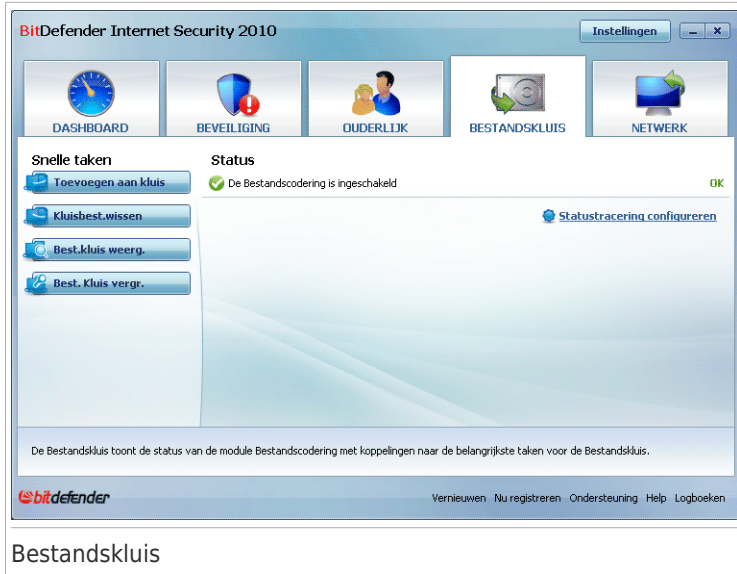 BitDefender Internet Security 2010
Instellingen
DASHBOARD
BEVEILIGING
OUDERLIJK
BESTANDSKLUIS
NETWERK
Snelle taken
Toevoegen aan kluis
Kluisbest.wissen
Best.kluis weerg.
Best. Kluis vergr.
Status
De Bestandscodering is ingeschakeld
OK
Statustracering configureren
De Bestandskluis toont de status van de module Bestandscodering met koppelingen naar de belangrijkste taken voor de Bestandskluis.
bitdefender
Vernieuwen Nu registreren Ondersteuning Help Logboeken
Bestandskluis